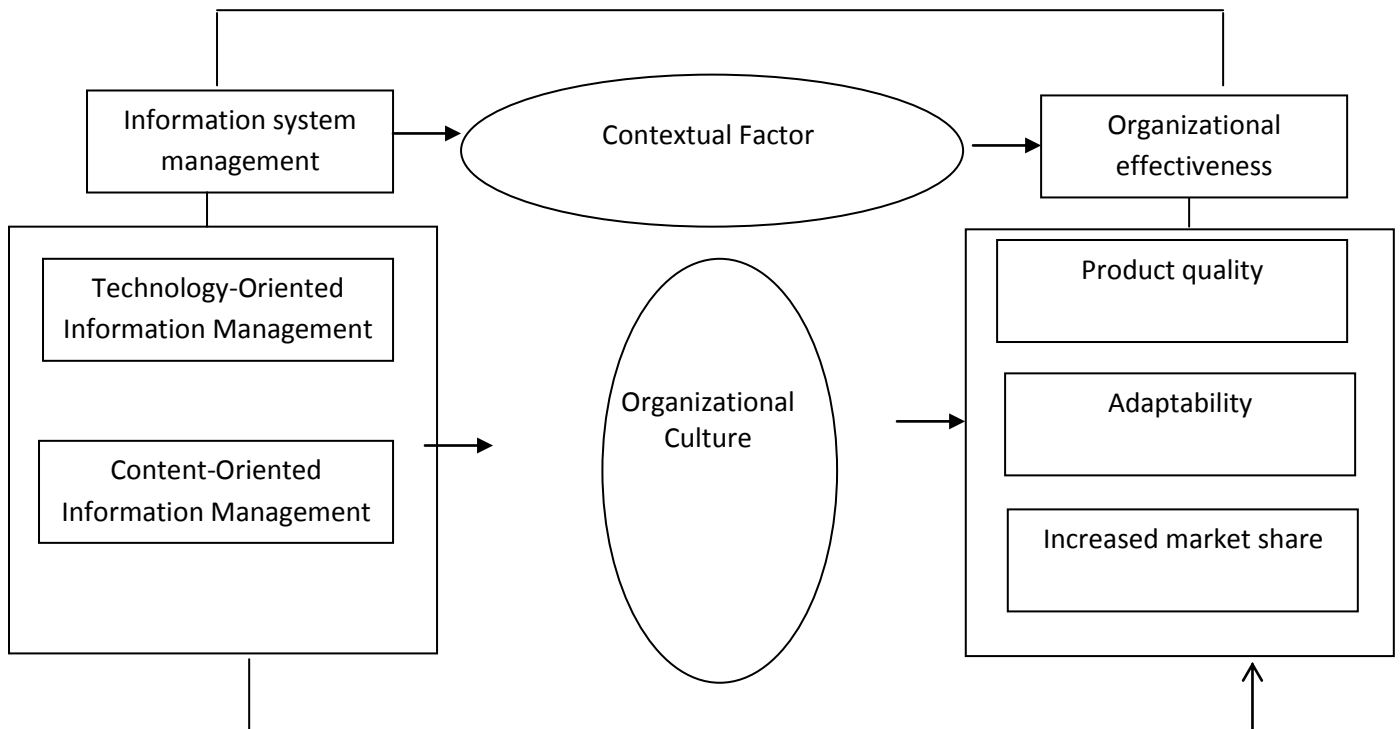 Information system
management
Contextual Factor
Organizational
effectiveness
Technology-Oriented
Information Management
Content-Oriented
Information Management
Organizational
Culture
Product quality
Adaptability
Increased market share